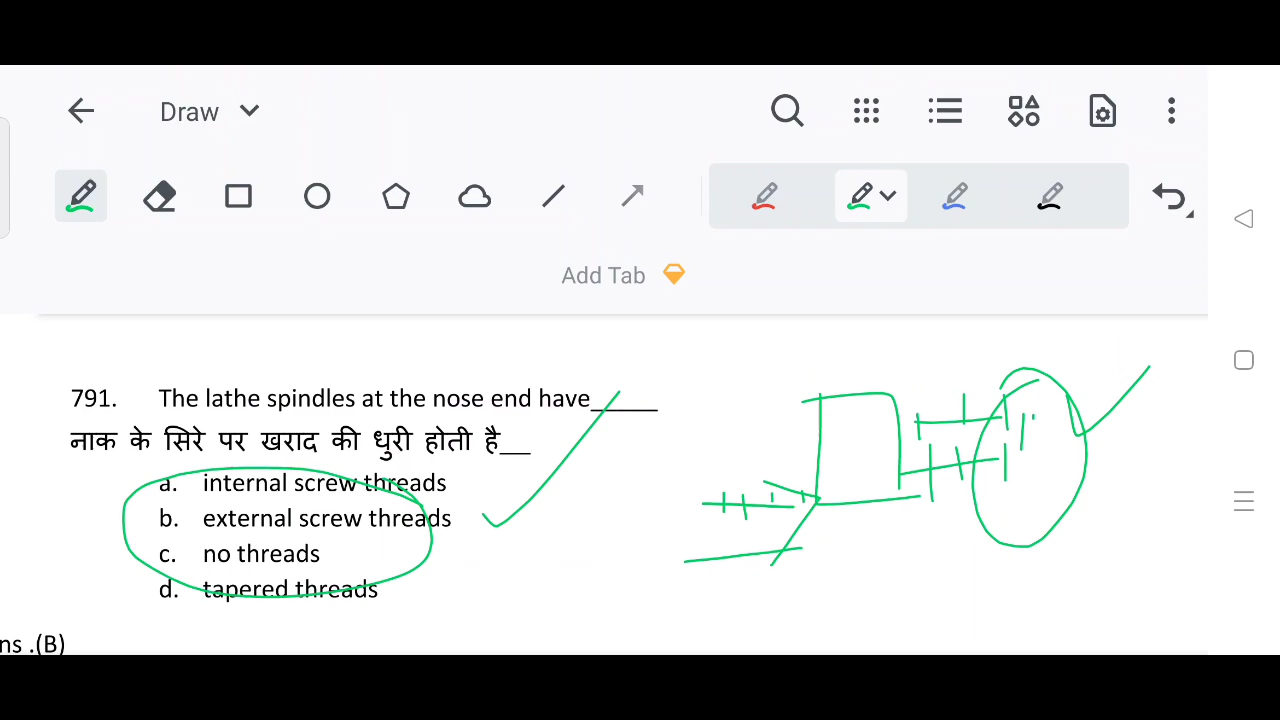 Draw
Add Tab
791. The lathe spindles at the nose end have_____
नाक के सिरे पर खराद की धुरी होती है__
a. internal screw threads
b. external screw threads
c. no threads
d. tapered threads
ns .(B)